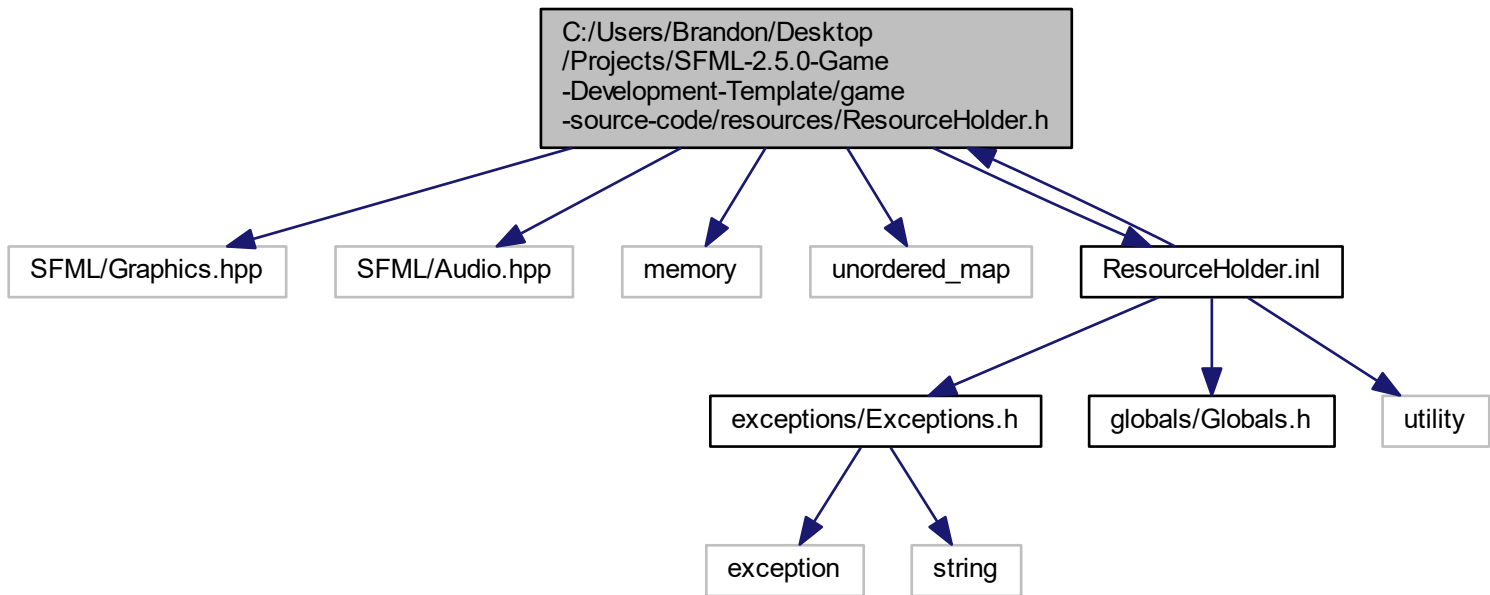 C:/Users/Brandon/Desktop
/Projects/SFML-2.5.0-Game
-Development-Template/game
-source-code/resources/ResourceHolder.h
SFML/Graphics.hpp
SFML/Audio.hpp
memory
unordered_map
ResourceHolder.inl
exceptions/Exceptions.h
globals/Globals.h
utility
exception
string